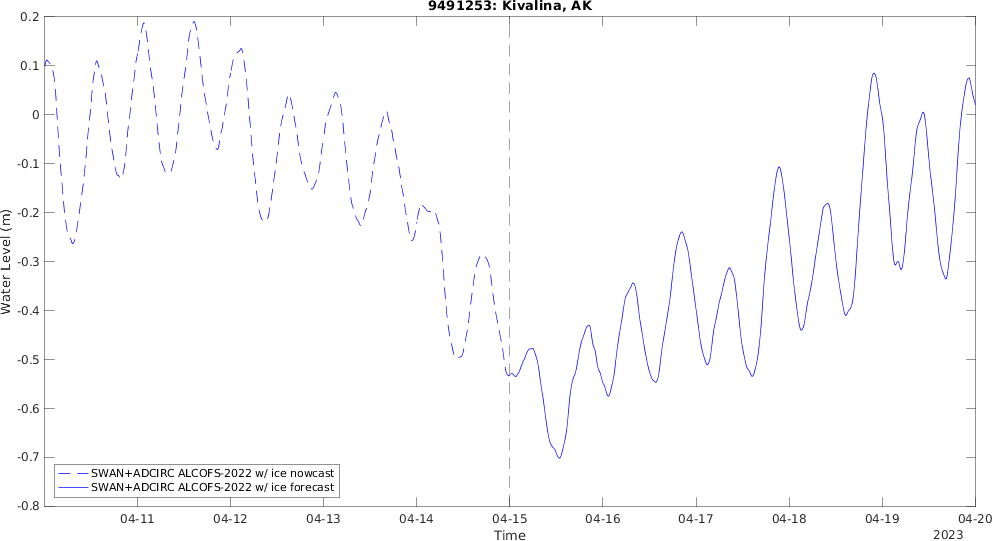 9491253: Kivalina, AK
0.2
0.1
0
-0.1
-0.2
-0.3
-0.4
-0.5
-0.6
-0.7
-0.8
Water Level (m)
SWAN+ADCIRC ALCOFS-2022 w/ ice nowcast
SWAN+ADCIRC ALCOFS-2022 w/ ice forecast
04-11 04-12 04-13 04-14 04-15 04-16 04-17 04-18 04-19 04-20
Time
2023